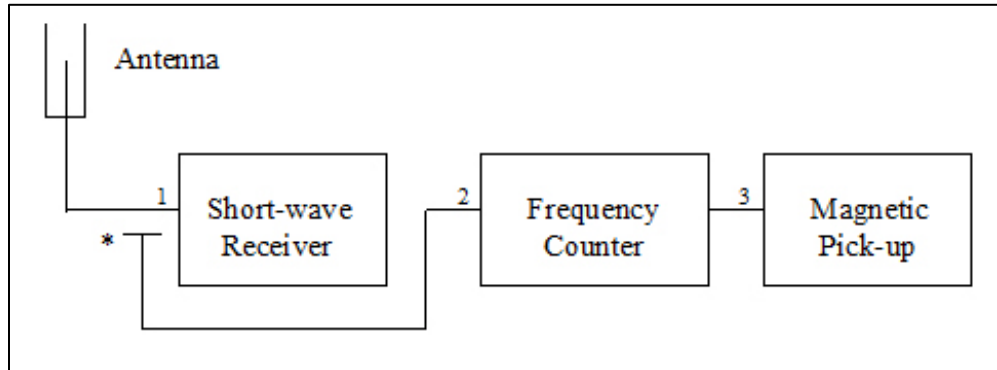 Antenna
1
Short-wave
Receiver
*
2
Frequency
Counter
3
Magnetic
Pick-up